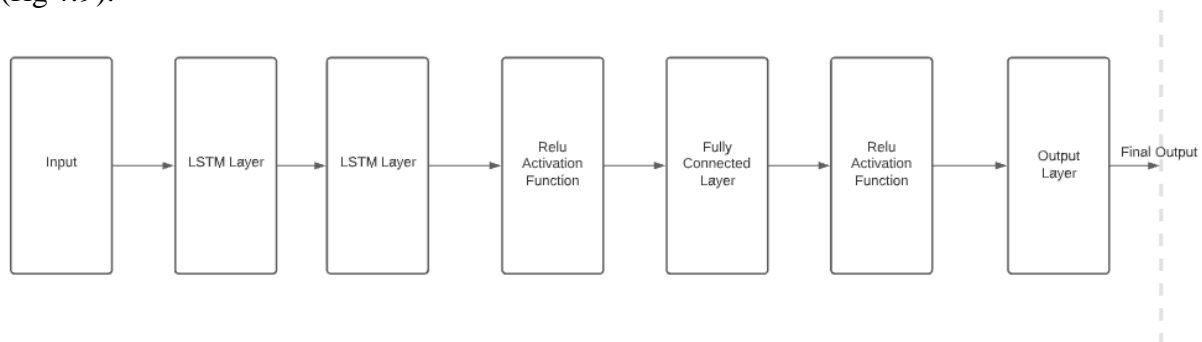 (fig 4.9).
Input
LSTM Layer
LSTM Layer
Relu
Activation
Function
Fully
Connected
Layer
Relu
Activation
Function
Output
Layer
Final Output